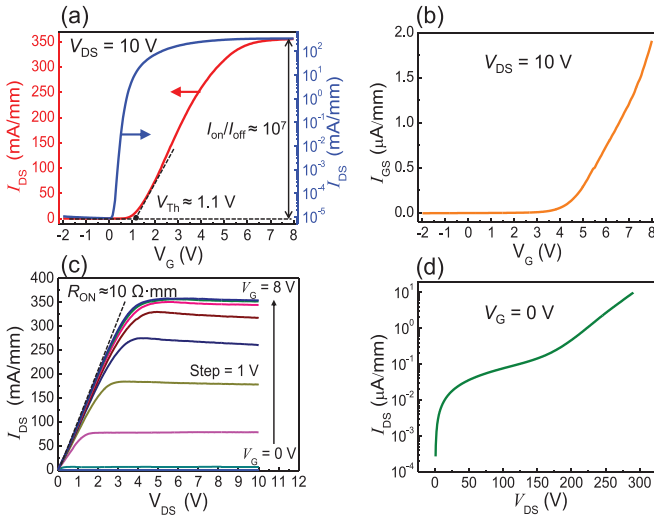 (a)
V_DS = 10 V
I_on/I_off ≈ 10^7
V_Th ≈ 1.1 V
350
300
250
200
150
100
50
0
I_DS (mA/mm)
10^2
10^1
10^0
10^-1
10^-2
10^-3
10^-4
10^-5
I_DS (mA/mm)
-2 -1 0 1 2 3 4 5 6 7 8
V_G (V)
(b)
V_DS = 10 V
2.0
1.5
1.0
0.5
0.0
I_GS (μA/mm)
-2 -1 0 1 2 3 4 5 6 7 8
V_G (V)
(c)
R_ON≈10 Ω·mm
V_G = 8 V
Step = 1 V
V_G = 0 V
400
350
300
250
200
150
100
50
0
I_DS (mA/mm)
0 1 2 3 4 5 6 7 8 9 10 11 12
V_DS (V)
(d)
V_G = 0 V
10^1
10^0
10^-1
10^-2
10^-3
10^-4
I_DS (μA/mm)
0 50 100 150 200 250 300
V_DS (V)